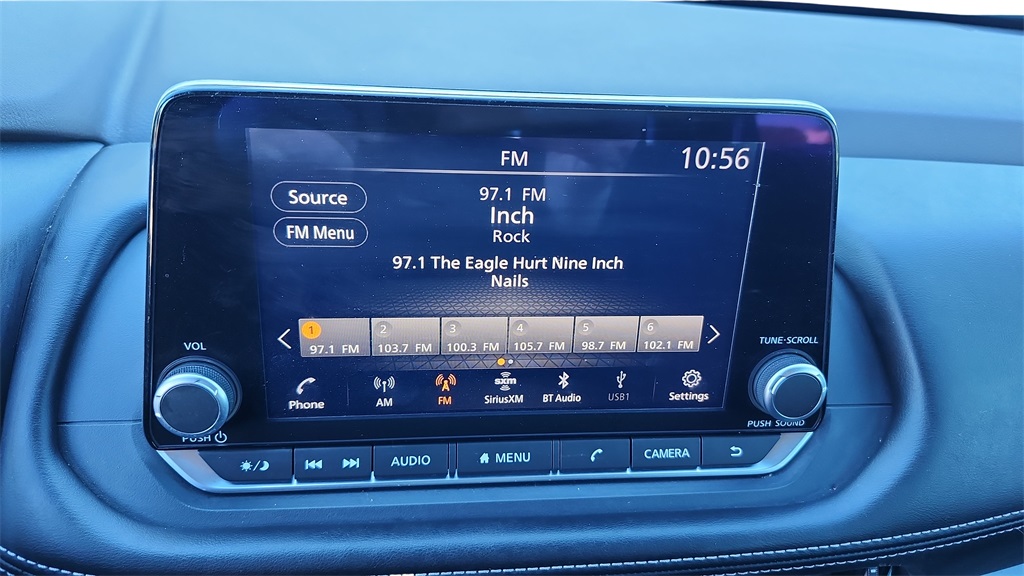 FM 10:56
Source
97.1 FM
Inch
FM Menu
Rock
97.1 The Eagle Hurt Nine Inch
Nails
1 2 3 4 5 6
97.1 FM 103.7 FM 100.3 FM 105.7 FM 98.7 FM 102.1 FM
VOL
TUNE·SCROLL
sxm
Phone AM FM SiriusXM BT Audio USB1 Settings
PUSH
PUSH SOUND
AUDIO MENU CAMERA